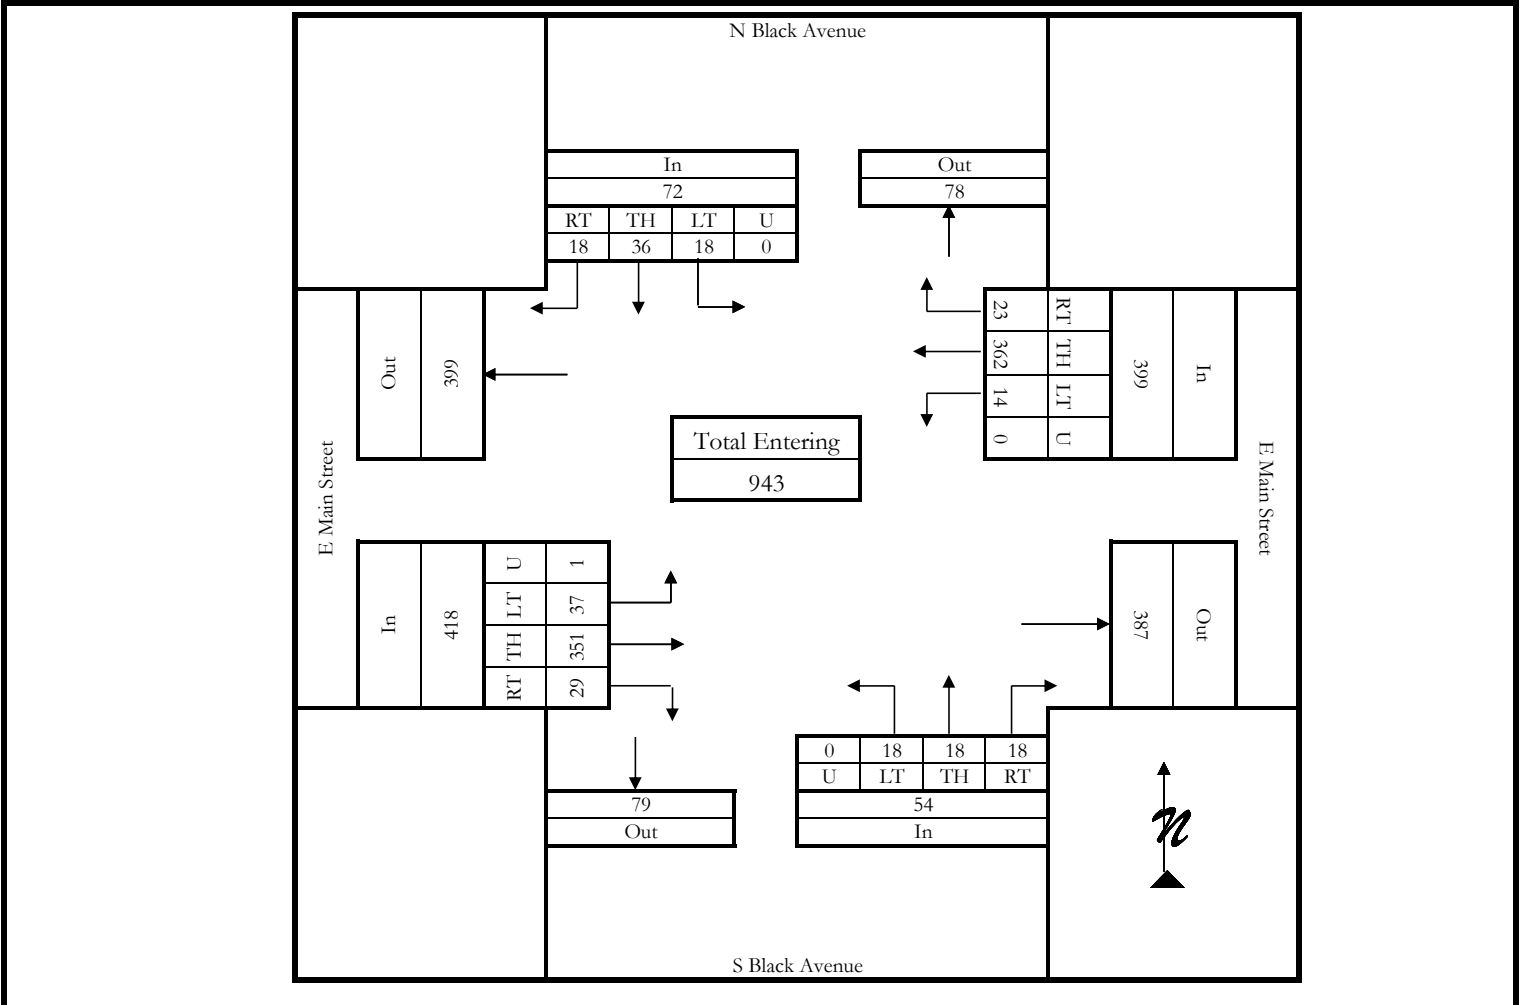 N Black Avenue
In
72
RT TH LT U
18 36 18 0
Out
78
Out
399
E Main Street
23 RT
362 TH
14 LT
0 U
399
In
E Main Street
Total Entering
943
In
418
U 1
LT 37
TH 351
RT 29
387
Out
0 18 18 18
U LT TH RT
54
In
79
Out
N
S Black Avenue